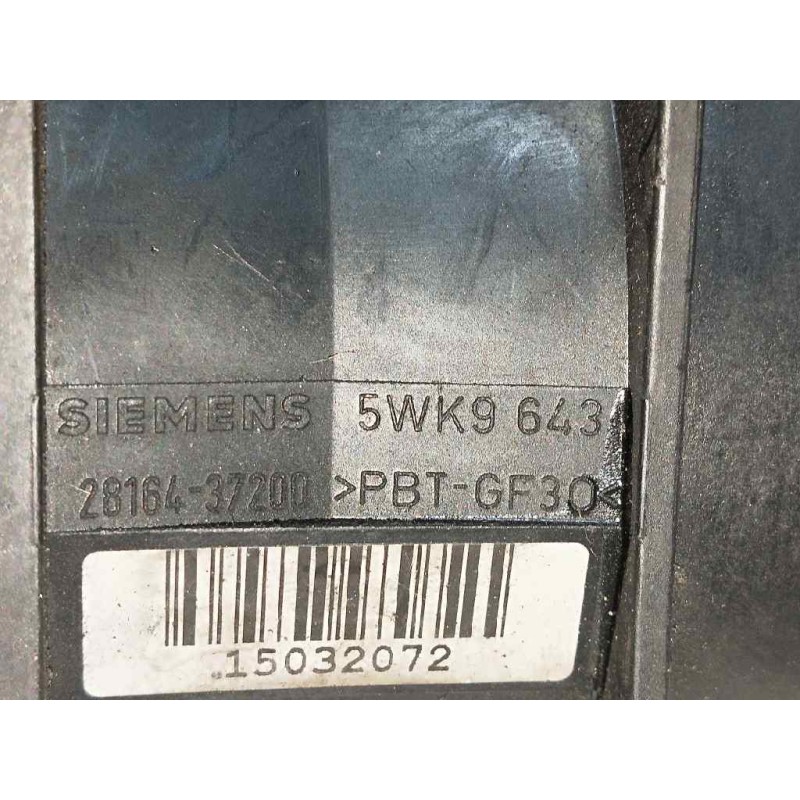 SIEMENS 5WK9 643
28164-37200 >PBT-GF30<
15032072